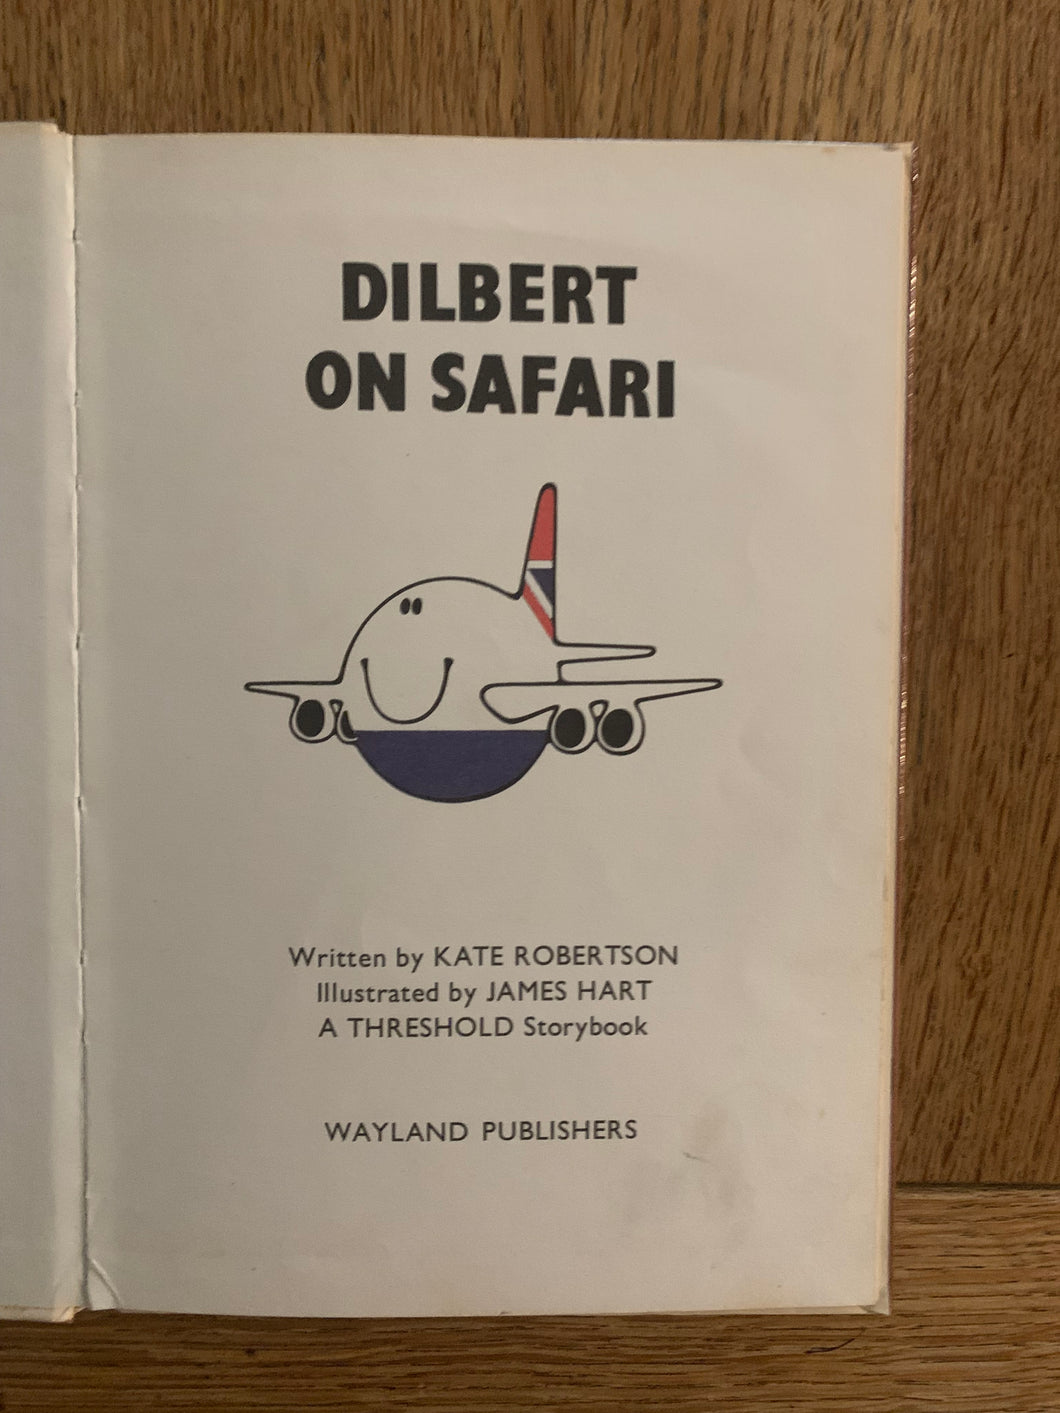 DILBERT
ON SAFARI
Written by KATE ROBERTSON
Illustrated by JAMES HART
A THRESHOLD Storybook
WAYLAND PUBLISHERS